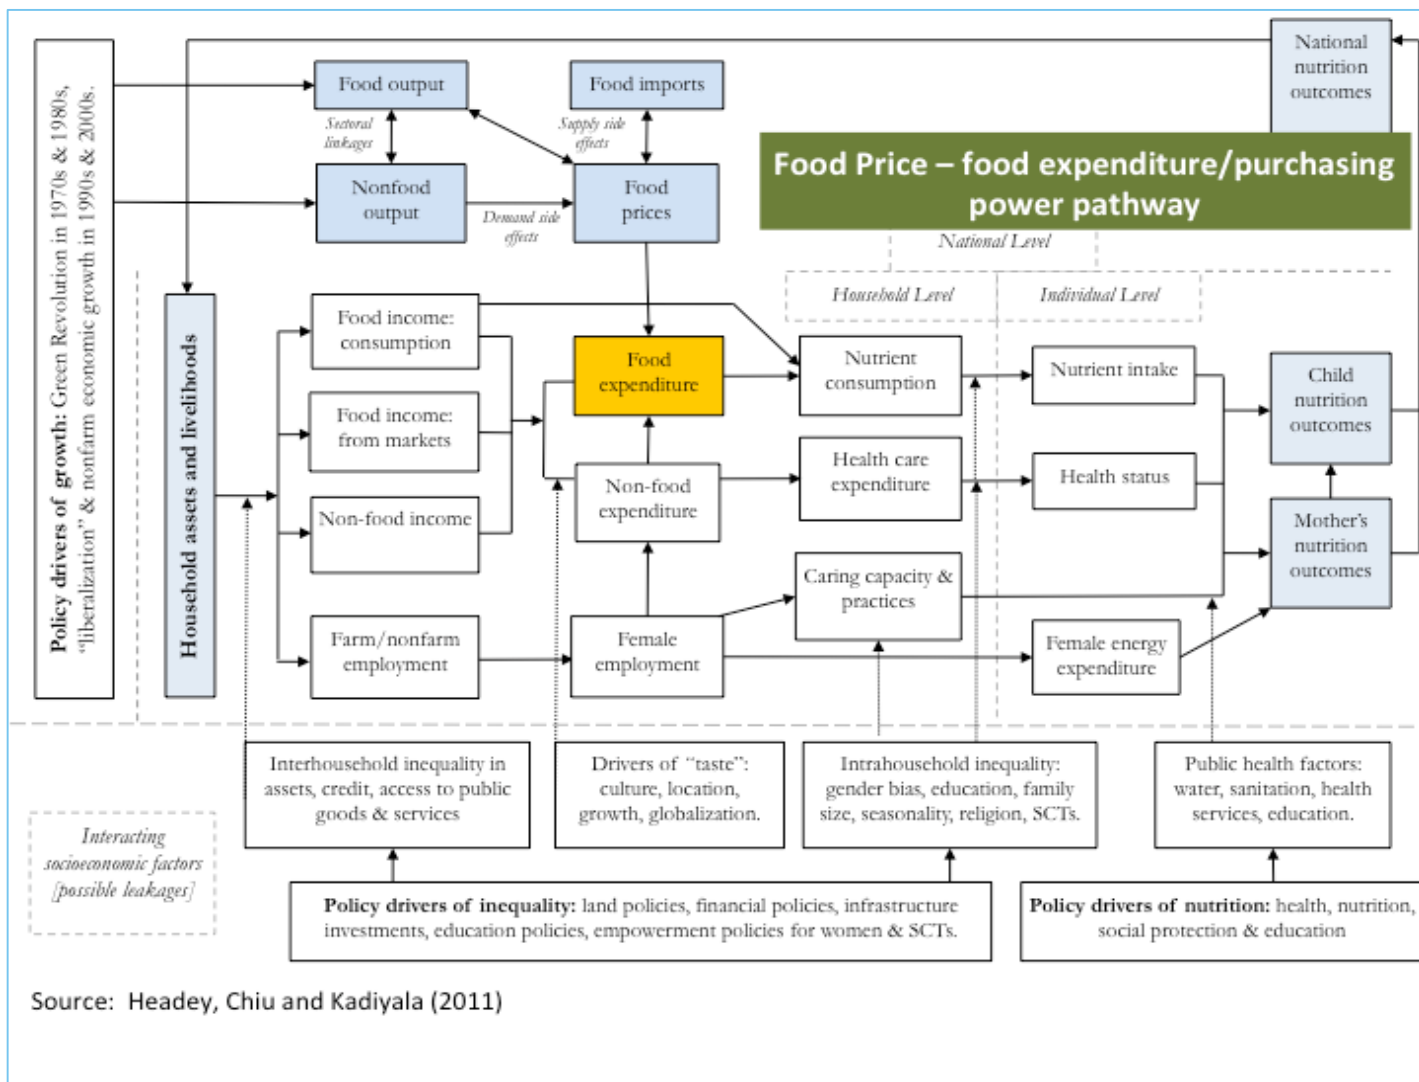 National
nutrition
outcomes
Food output
Food imports
Sectoral
linkages
Supply side
effects
Food Price – food expenditure/purchasing
power pathway
Nonfood
output
Food
prices
Demand side
effects
National Level
Household Level
Individual Level
Policy drivers of growth: Green Revolution in 1970s & 1980s,
“liberalization” & nonfarm economic growth in 1990s & 2000s.
Household assets and livelihoods
Food income:
consumption
Food
expenditure
Nutrient
consumption
Nutrient intake
Child
nutrition
outcomes
Food income:
from markets
Health care
expenditure
Health status
Non-food
expenditure
Non-food income
Mother’s
nutrition
outcomes
Caring capacity &
practices
Farm/nonfarm
employment
Female
employment
Female energy
expenditure
Interhousehold inequality in
assets, credit, access to public
goods & services
Drivers of “taste”:
culture, location,
growth, globalization.
Intrahousehold inequality:
gender bias, education, family
size, seasonality, religion, SCTs.
Public health factors:
water, sanitation, health
services, education.
Interacting
socioeconomic factors
[possible leakages]
Policy drivers of inequality: land policies, financial policies, infrastructure
investments, education policies, empowerment policies for women & SCTs.
Policy drivers of nutrition: health, nutrition,
social protection & education
Source: Headey, Chiu and Kadiyala (2011)